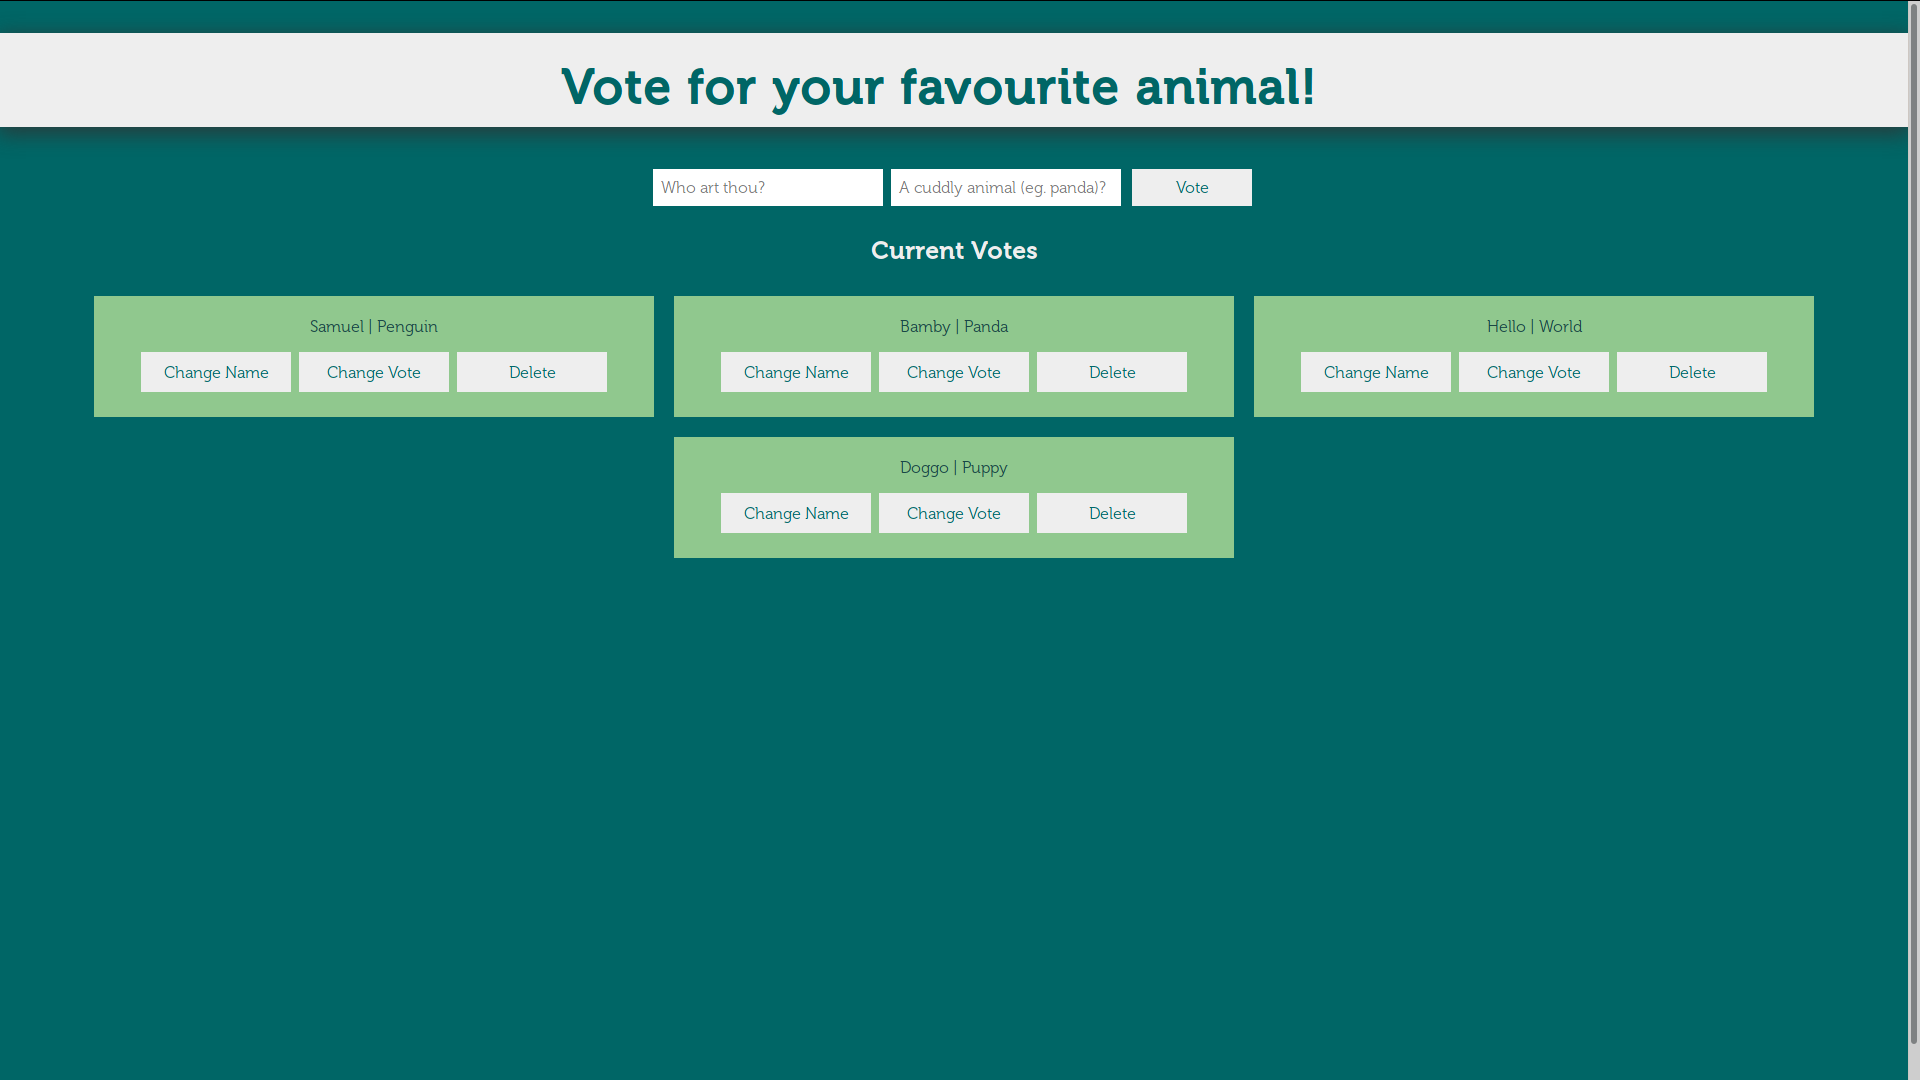 Vote for your favourite animal!
Who art thou? A cuddly animal (eg. panda)? Vote
Current Votes
Samuel | Penguin
Change Name Change Vote Delete
Bamby | Panda
Change Name Change Vote Delete
Hello | World
Change Name Change Vote Delete
Doggo | Puppy
Change Name Change Vote Delete